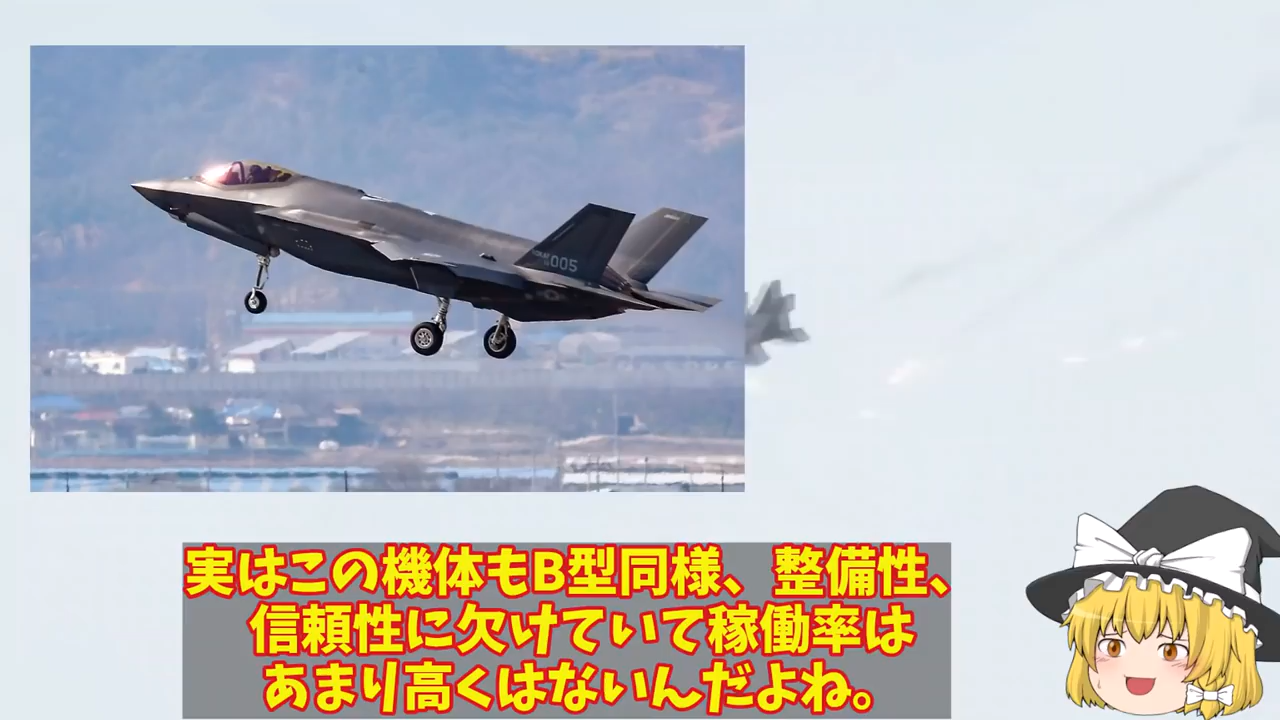 005
実はこの機体もB型同様、整備性、
信頼性に欠けていて稼働率は
あまり高くはないんだよね。